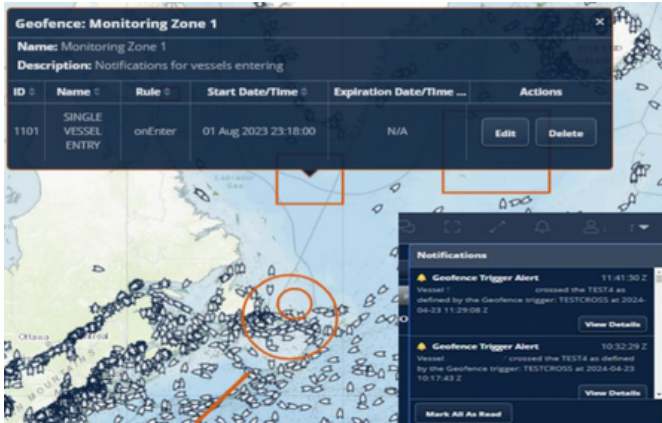 Geofence: Monitoring Zone 1
Name: Monitoring Zone 1
Description: Notifications for vessels entering
ID Name Rule Start Date/Time Expiration Date/Time ... Actions
1101 SINGLE VESSEL ENTRY onEnter 01 Aug 2023 23:18:00 N/A Edit Delete
Labrador
Sea
Notifications
Geofence Trigger Alert 11:41:30 Z
Vessel crossed the TEST4 as
defined by the Geofence trigger: TESTCROSS at 2024-
04-23 11:29:08 Z
View Details
Geofence Trigger Alert 10:32:29 Z
Vessel crossed the TEST4 as defined
by the Geofence trigger: TESTCROSS at 2024-04-23
10:17:43 Z
View Details
Mark All As Read
Ottawa